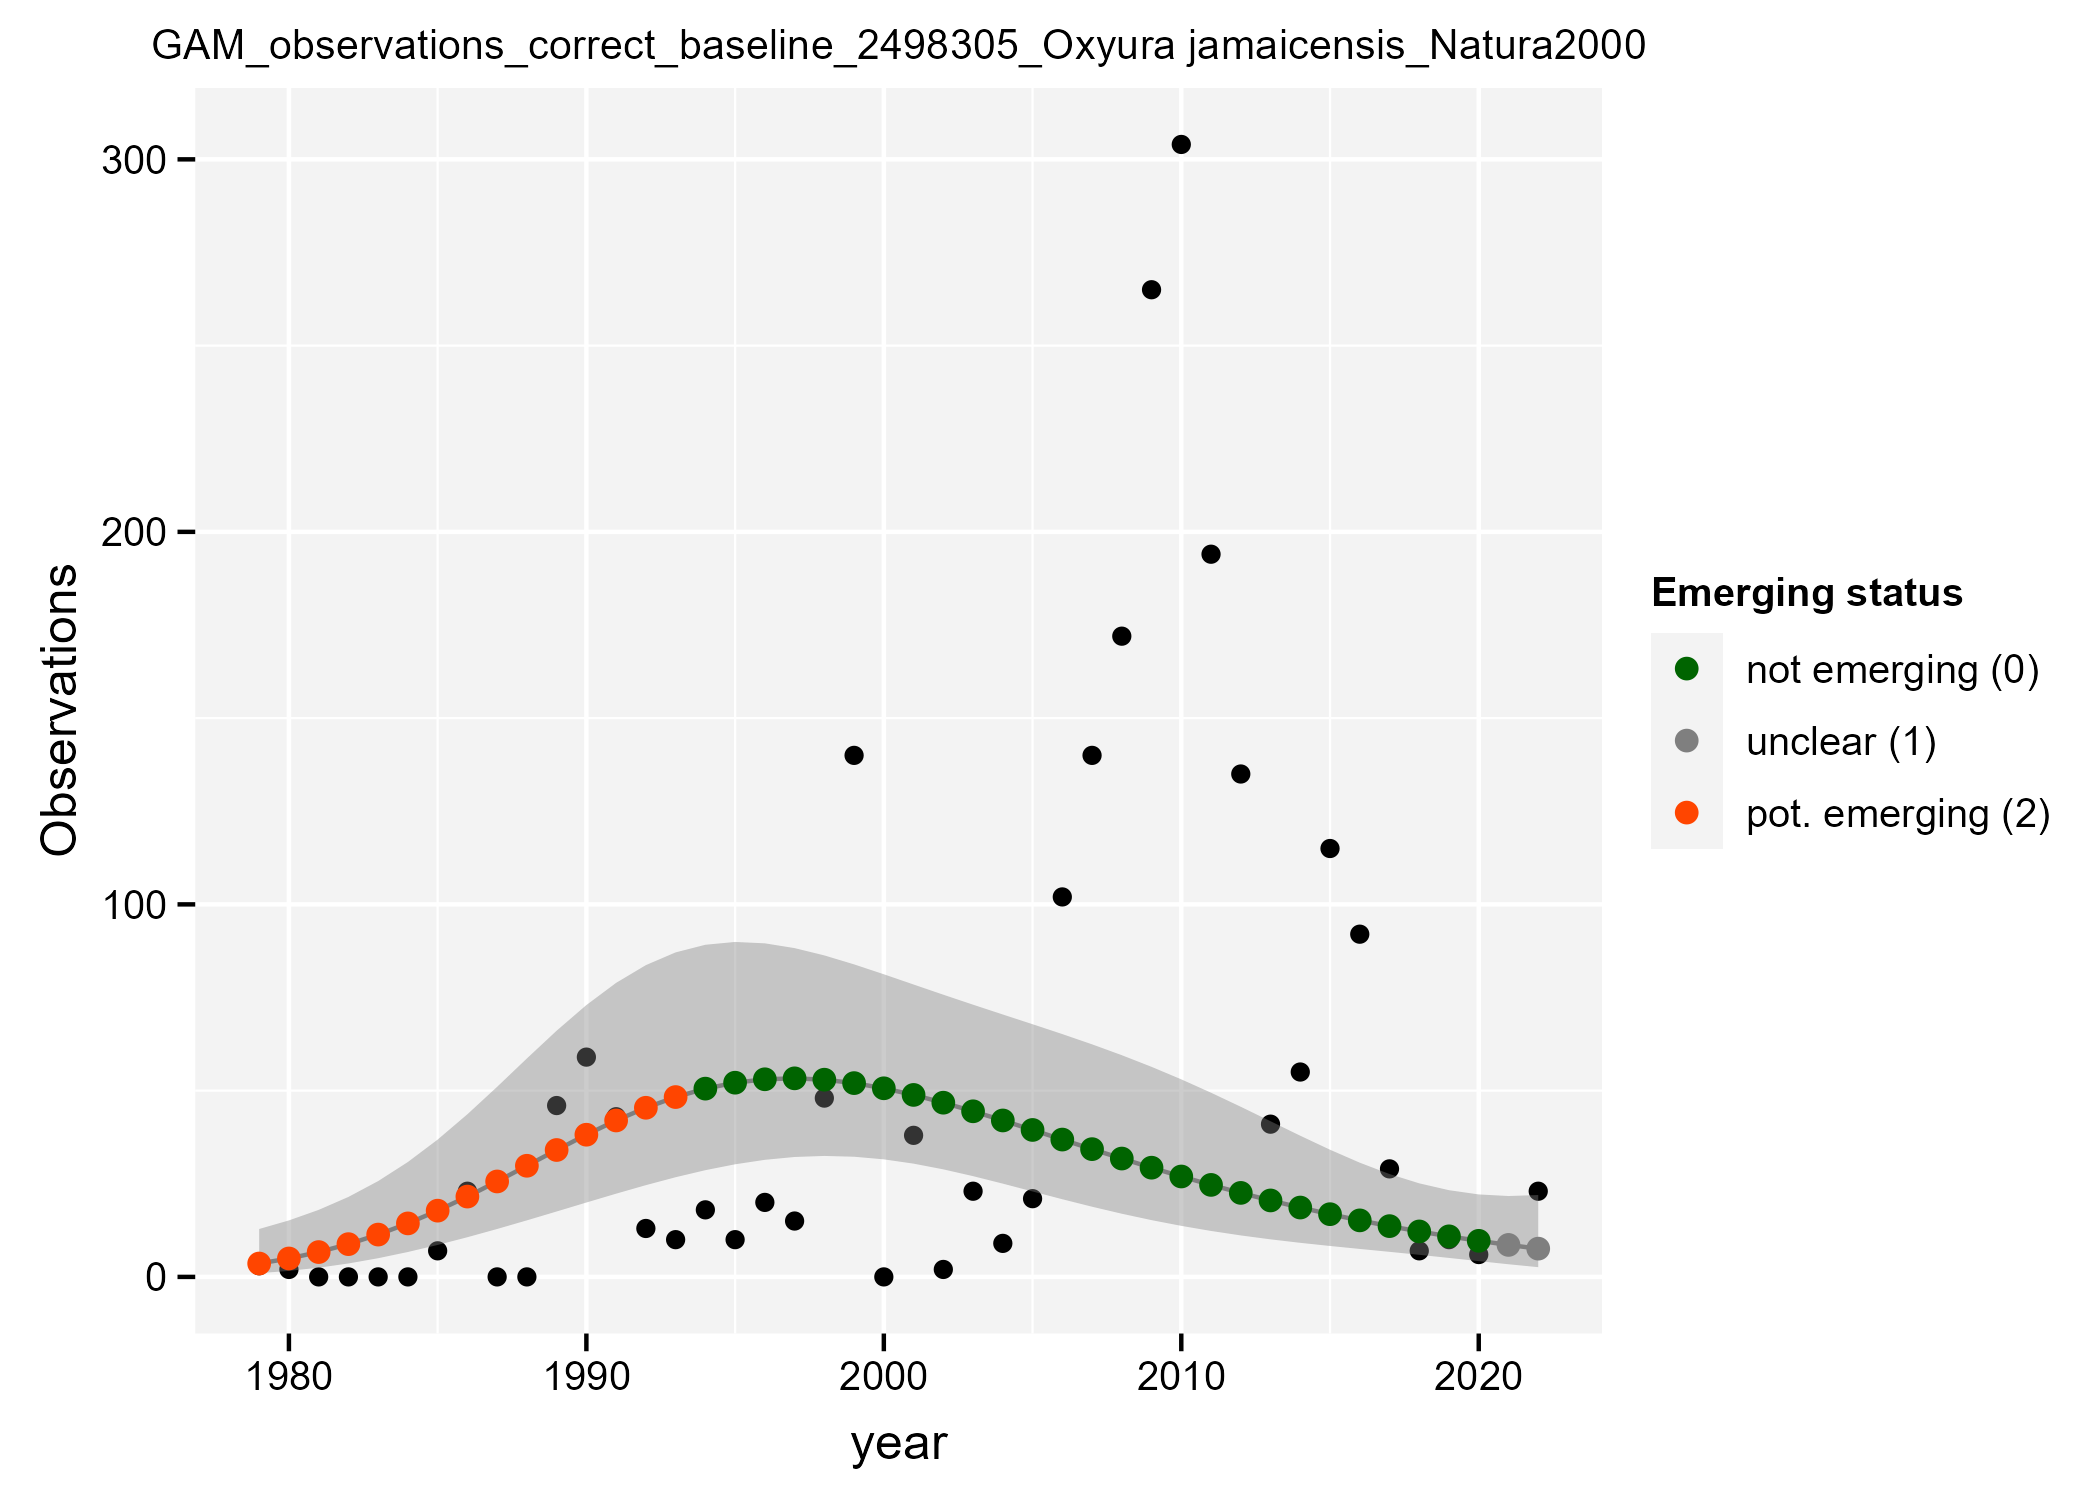 GAM_observations_correct_baseline_2498305_Oxyura jamaicensis_Natura2000
300
200
100
0
Observations
1980
1990
2000
2010
2020
year
Emerging status
not emerging (0)
unclear (1)
pot. emerging (2)